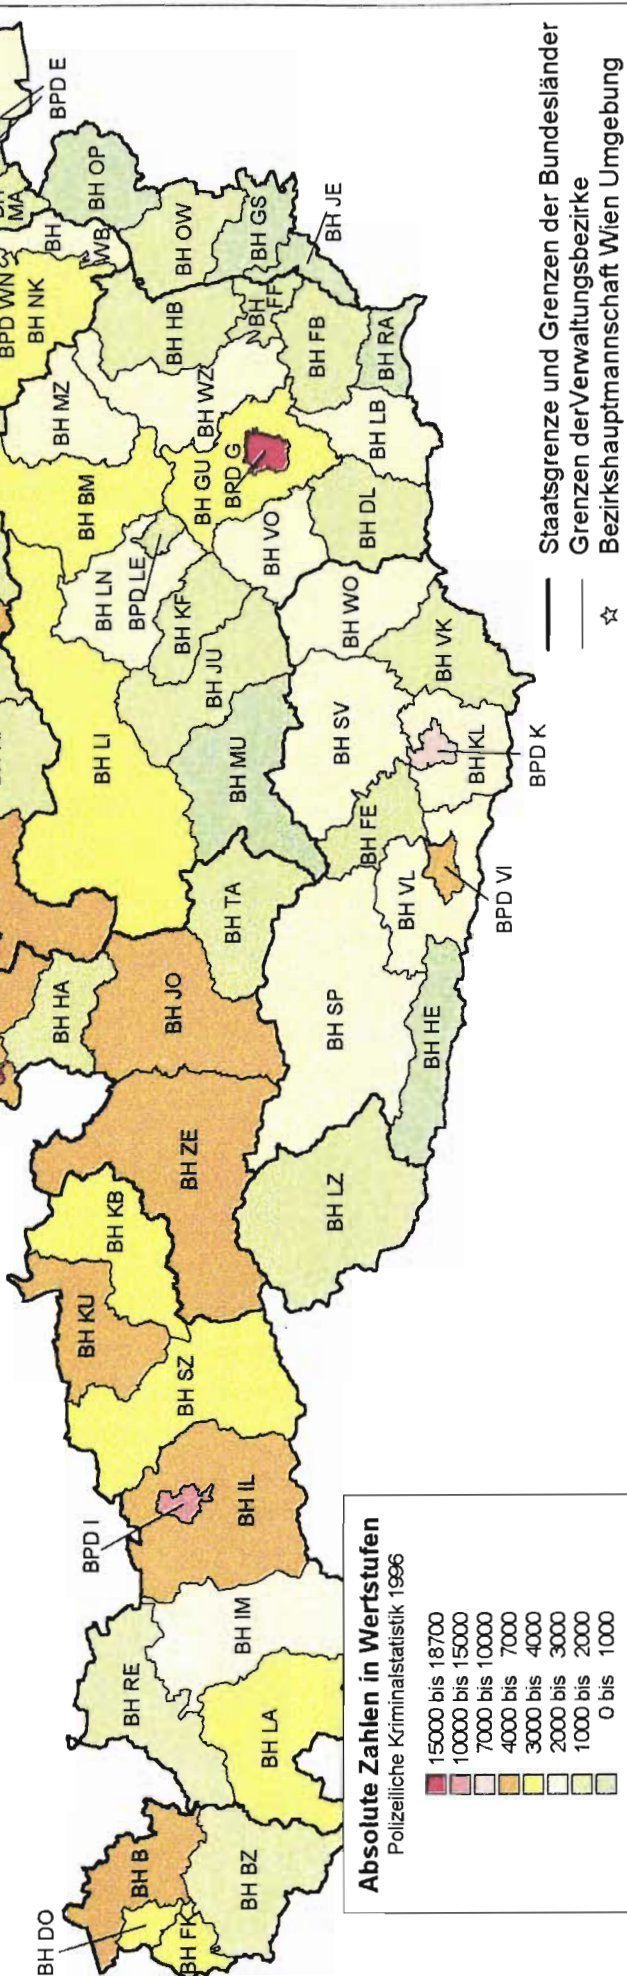 BPD E
BH OP
MA
BH
WB
BPD WN
BH NK
BH OW
BH GS
BH JE
BH HB
BH
FF
BH FB
BH RA
BH MZ
BH WZ
BH LB
BH BM
BH GU
BRD G
BH DL
BH VO
BH LN
BPD LE
BH KF
BH WO
BH VK
BH JU
BH LI
BH MU
BH SV
BH KL
BPD K
BH FE
BH VL
BPD VI
BH TA
BH HA
BH JO
BH SP
BH HE
BH ZE
BH LZ
BH KB
BH KU
BH SZ
BPD I
BH IL
BH IM
BH RE
BH LA
BH B
BH DO
BH FK
BH BZ
Absolute Zahlen in Wertstufen
Polizeiliche Kriminalstatistik 1996
15000 bis 18700
10000 bis 15000
7000 bis 10000
4000 bis 7000
3000 bis 4000
2000 bis 3000
1000 bis 2000
0 bis 1000
Staatsgrenze und Grenzen der Bundesländer
Grenzen derVerwaltungsbezirke
Bezirkshauptmannschaft Wien Umgebung